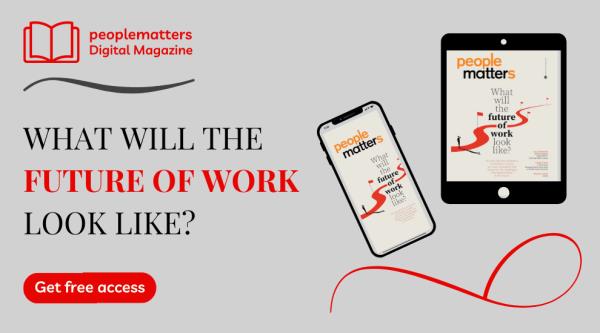 peoplematters
Digital Magazine
WHAT WILL THE
FUTURE OF WORK
LOOK LIKE?
Get free access
people
matters
What
will
the
future
of
work
look
like?
people
matters
What
will
the
future
of
work
look
like?